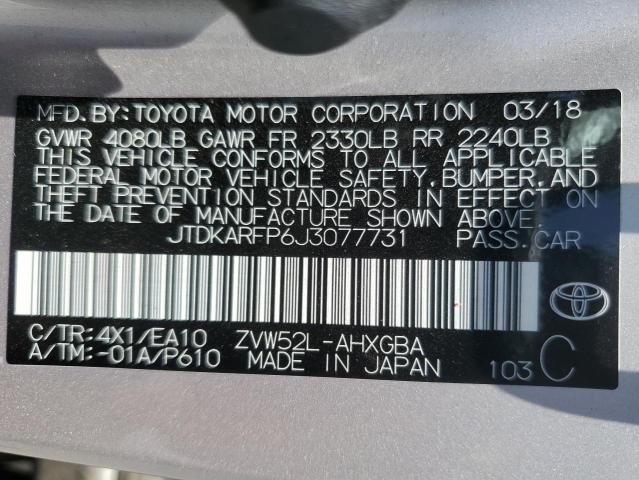 MFD.BY:TOYOTA MOTOR CORPORATION 03/18
GVWR 4080LB GAWR FR 2330LB RR 2240LB
THIS VEHICLE CONFORMS TO ALL APPLICABLE
FEDERAL MOTOR VEHICLE SAFETY,BUMPER,AND
THEFT PREVENTION STANDARDS IN EFFECT ON
THE DATE OF MANUFACTURE SHOWN ABOVE.
JTDKARFP6J3077731 PASS.CAR
C/TR:4X1/EA10 ZVW52L-AHXGBA
A/TM:-01A/P610 MADE IN JAPAN 103 C